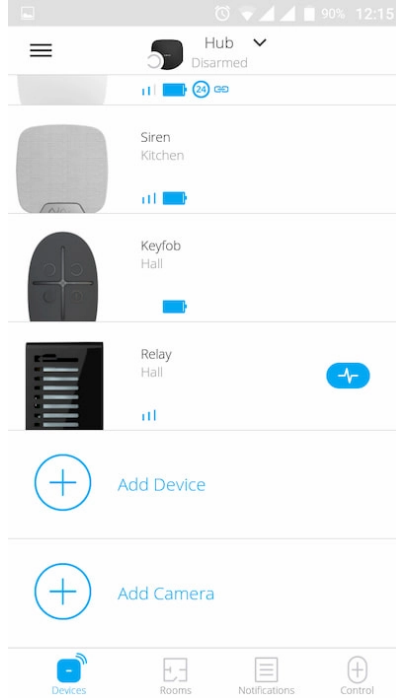 90% 12:15
Hub
Disarmed
24
Siren
Kitchen
AJAX
Keyfob
Hall
Relay
Hall
Add Device
Add Camera
Devices Rooms Notifications Control